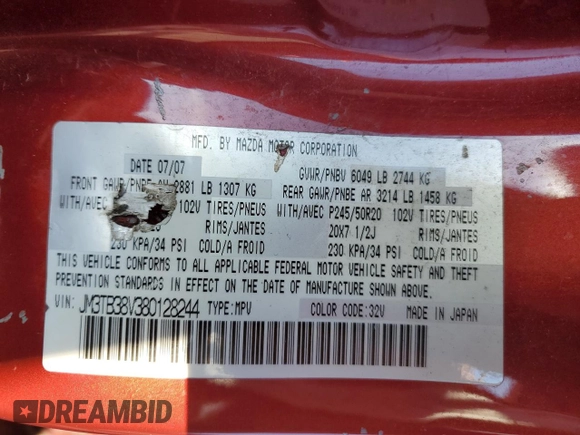 MFD. BY MAZDA MOTOR CORPORATION
DATE 07/07 GVWR/PNBV 6049 LB 2744 KG
FRONT GAWR/PNBE 2881 LB 1307 KG REAR GAWR/PNBE AR 3214 LB 1458 KG
WITH/AVEC 102V TIRES/PNEUS WITH/AVEC P245/50R20 102V TIRES/PNEUS
RIMS/JANTES 20X7 1/2J RIMS/JANTES
230 KPA/34 PSI COLD/A FROID 230 KPA/34 PSI COLD/A FROID
THIS VEHICLE CONFORMS TO ALL APPLICABLE FEDERAL MOTOR VEHICLE SAFETY AND THEFT
PREVENTION STANDARDS IN EFFECT ON THE DATE OF MANUFACTURE SHOWN ABOVE.
VIN: JM3TB38V380128244 TYPE:MPV COLOR CODE:32V MADE IN JAPAN
DREAMBID